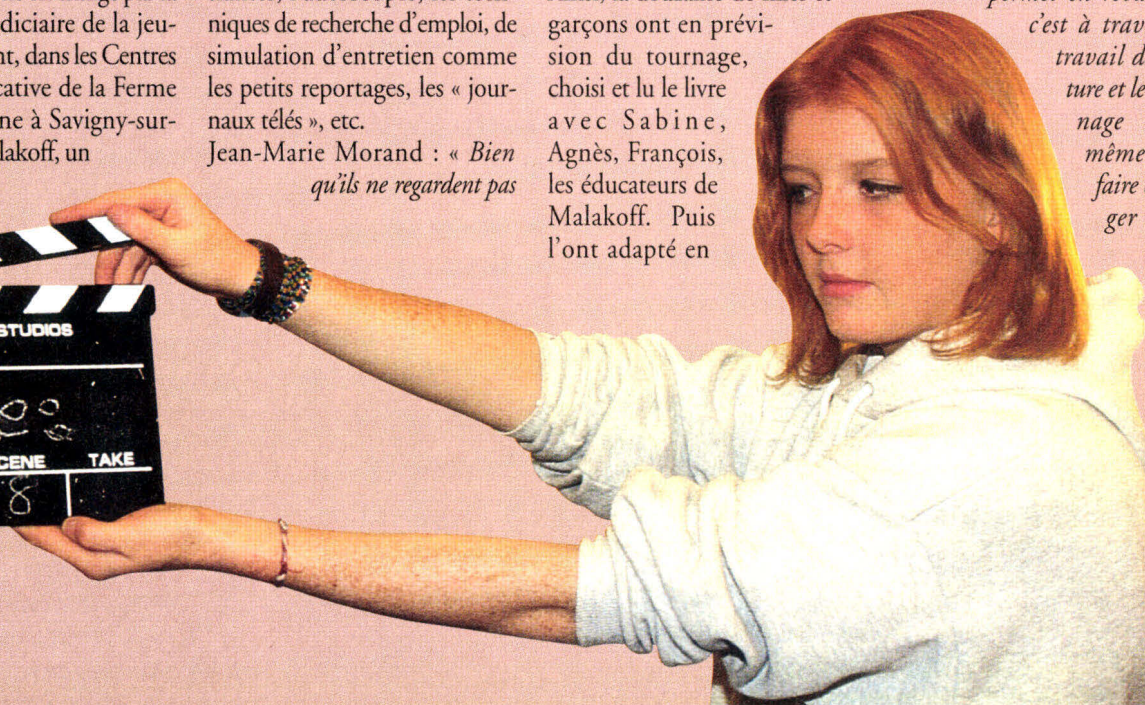 diciaire de la jeu-
nt, dans les Centres
cative de la Ferme
ne à Savigny-sur-
lakoff, un
niques de recherche d'emploi, de
simulation d'entretien comme
les petits reportages, les « jour-
naux télés », etc.
Jean-Marie Morand : « Bien
qu'ils ne regardent pas
garçons ont en prévi-
sion du tournage,
choisi et lu le livre
avec Sabine,
Agnès, François,
les éducateurs de
Malakoff. Puis
l'ont adapté en
c'est à trav
travail d
ture et le
nage
même
faire
ger
STUDIOS
CENE TAKE
8